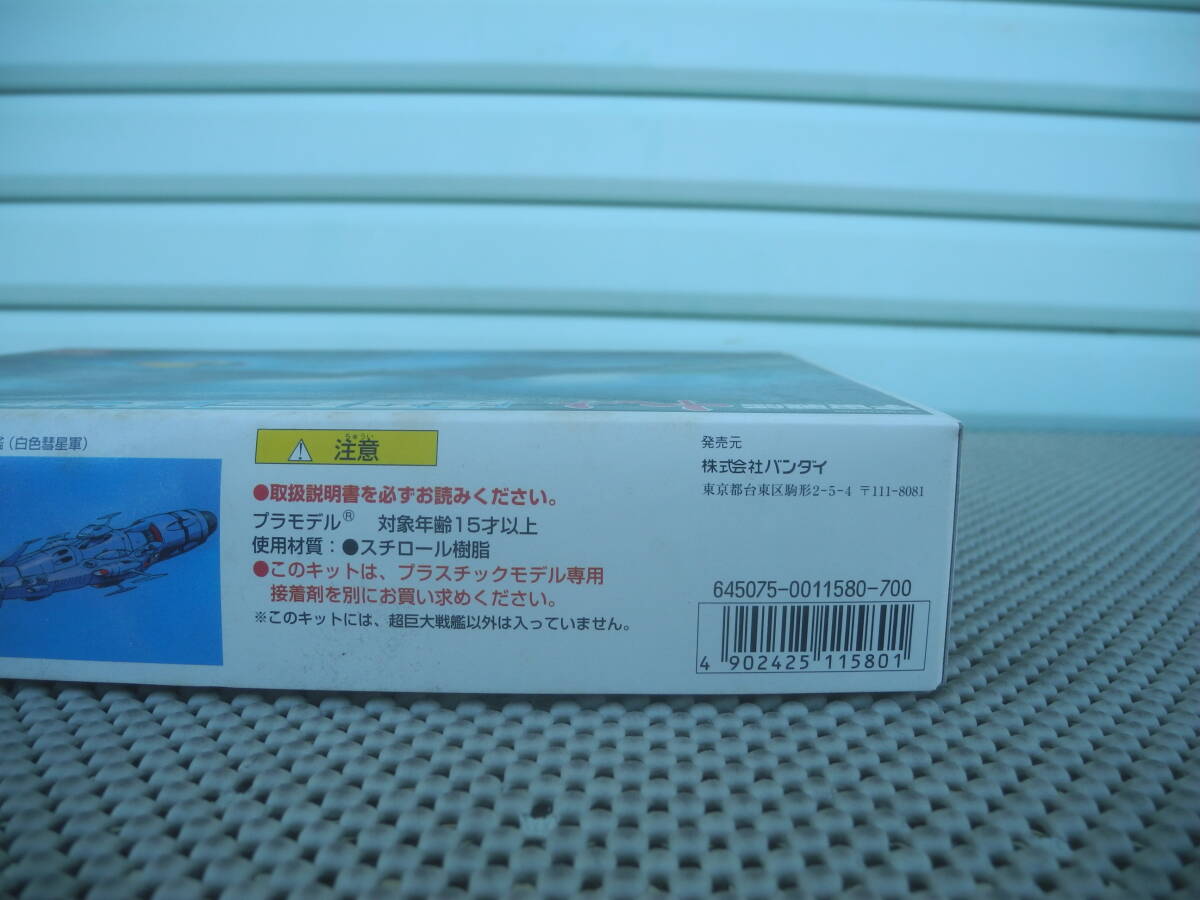 (白色彗星軍)
ちゅうい
注意
●取扱説明書を必ずお読みください。
プラモデル® 対象年齢15才以上
使用材質：●スチロール樹脂
●このキットは、プラスチックモデル専用
接着剤を別にお買い求めください。
※このキットには、超巨大戦艦以外は入っていません。
発売元
株式会社バンダイ
東京都台東区駒形2-5-4 〒111-8081
645075-0011580-700
4 902425 115801